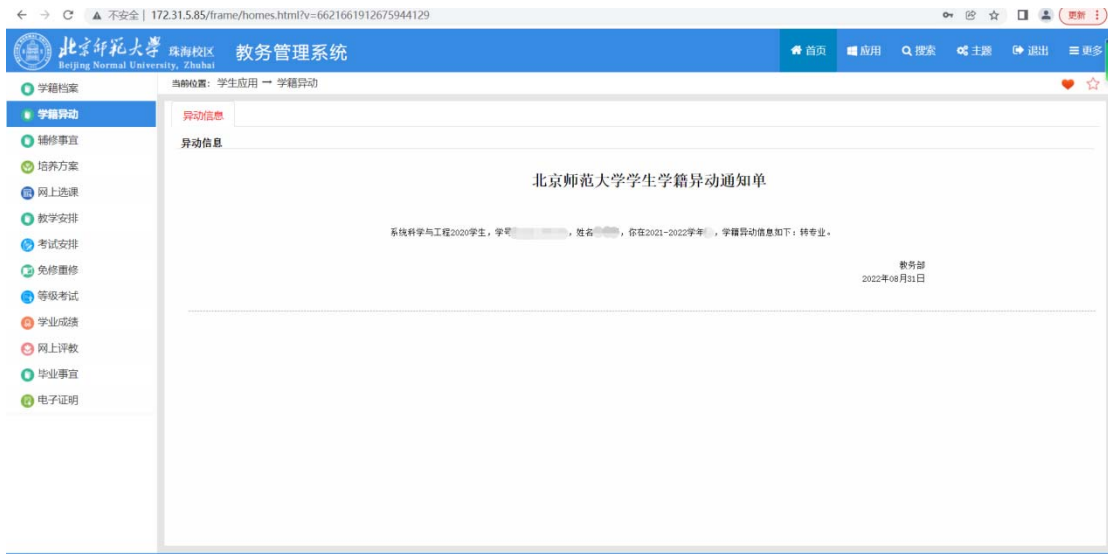 不安全 | 172.31.5.85/frame/homes.html?v=6621661912675944129
更新
北京师范大学 珠海校区 教务管理系统
Beijing Normal University, Zhuhai
首页 应用 搜索 主题 退出 更多
当前位置: 学生应用 学籍异动
学籍档案
学籍异动
辅修事宜
培养方案
网上选课
教学安排
考试安排
免修重修
等级考试
学业成绩
网上评教
毕业事宜
电子证明
异动信息
异动信息
北京师范大学学生学籍异动通知单
系统科学与工程2020学生,学号 ,姓名 ,你在2021-2022学年 ,学籍异动信息如下:转专业。
教务部
2022年08月31日